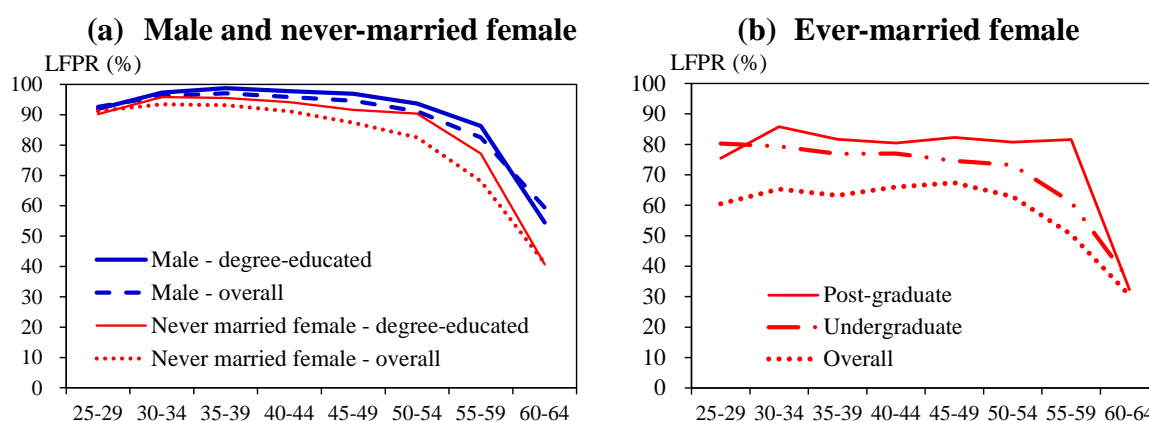 (a) Male and never-married female
LFPR (%)
100
90
80
70
60
50
40
30
20
10
0
Male - degree-educated
Male - overall
Never married female - degree-educated
Never married female - overall
25-29 30-34 35-39 40-44 45-49 50-54 55-59 60-64
(b) Ever-married female
LFPR (%)
100
90
80
70
60
50
40
30
20
10
0
Post-graduate
Undergraduate
Overall
25-29 30-34 35-39 40-44 45-49 50-54 55-59 60-64